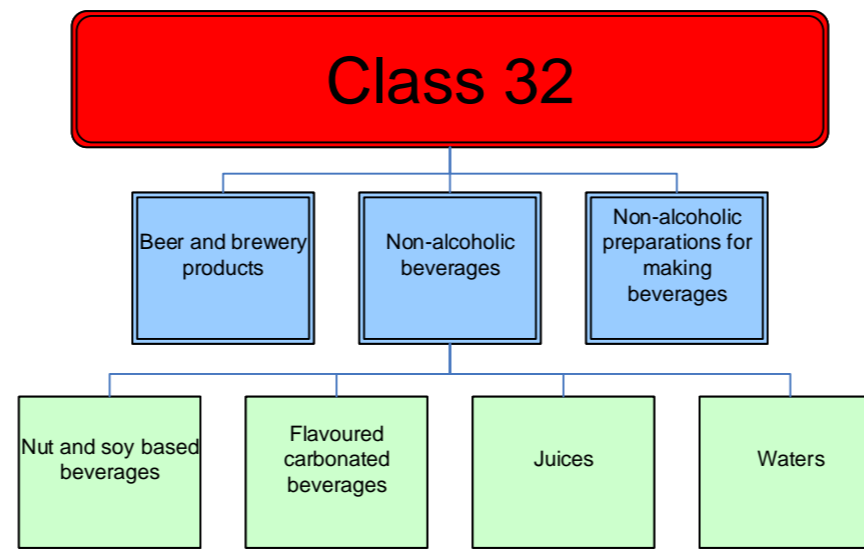 Class 32
Beer and brewery
products
Non-alcoholic
beverages
Non-alcoholic
preparations for
making
beverages
Nut and soy based
beverages
Flavoured
carbonated
beverages
Juices
Waters